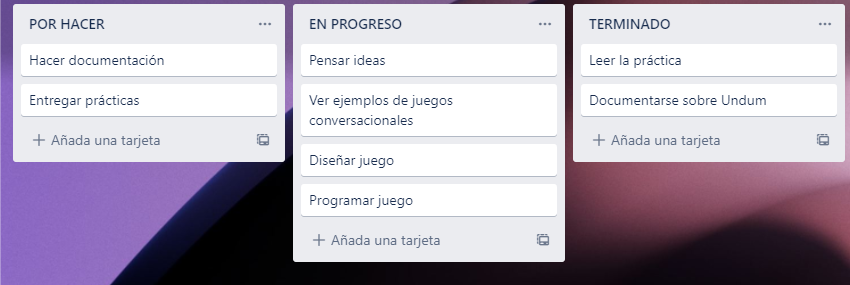 POR HACER
Hacer documentación
Entregar prácticas
Añada una tarjeta
EN PROGRESO
Pensar ideas
Ver ejemplos de juegos
conversacionales
Diseñar juego
Programar juego
Añada una tarjeta
TERMINADO
Leer la práctica
Documentarse sobre Undum
Añada una tarjeta